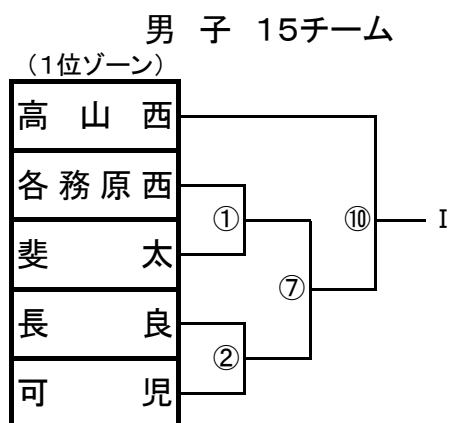 男 子 15チーム
(1位ゾーン)
高 山 西
各務原西
①
斐 太
⑩
I
⑦
長 良
②
可 児